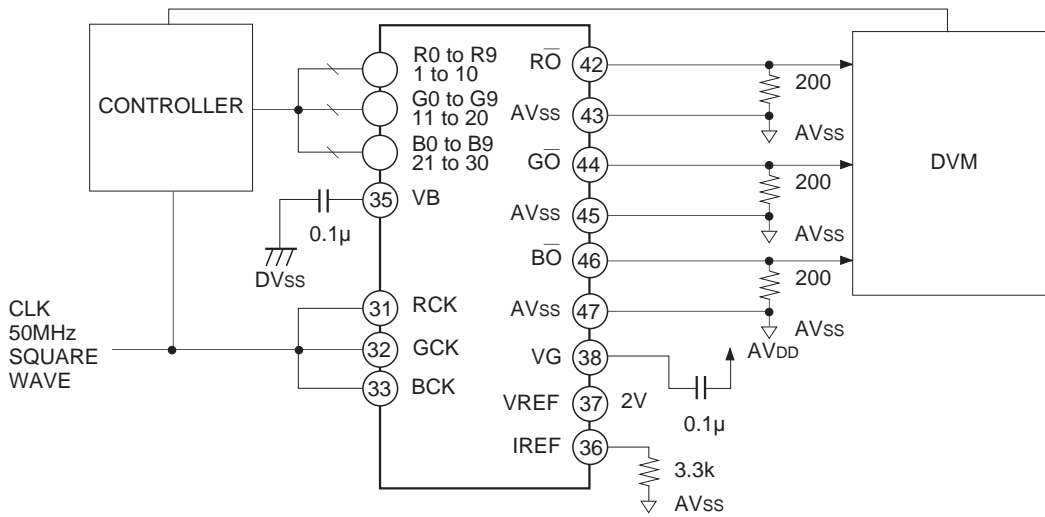 CONTROLLER
R0 to R9
1 to 10
G0 to G9
11 to 20
B0 to B9
21 to 30
35
VB
0.1µ
DVSS
CLK
50MHz
SQUARE
WAVE
31
RCK
32
GCK
33
BCK
RO̅
42
AVSS
43
GO̅
44
AVSS
45
BO̅
46
AVSS
47
VG
38
VREF
37
2V
IREF
36
200
AVSS
200
AVSS
200
AVSS
AVDD
0.1µ
3.3k
AVSS
DVM